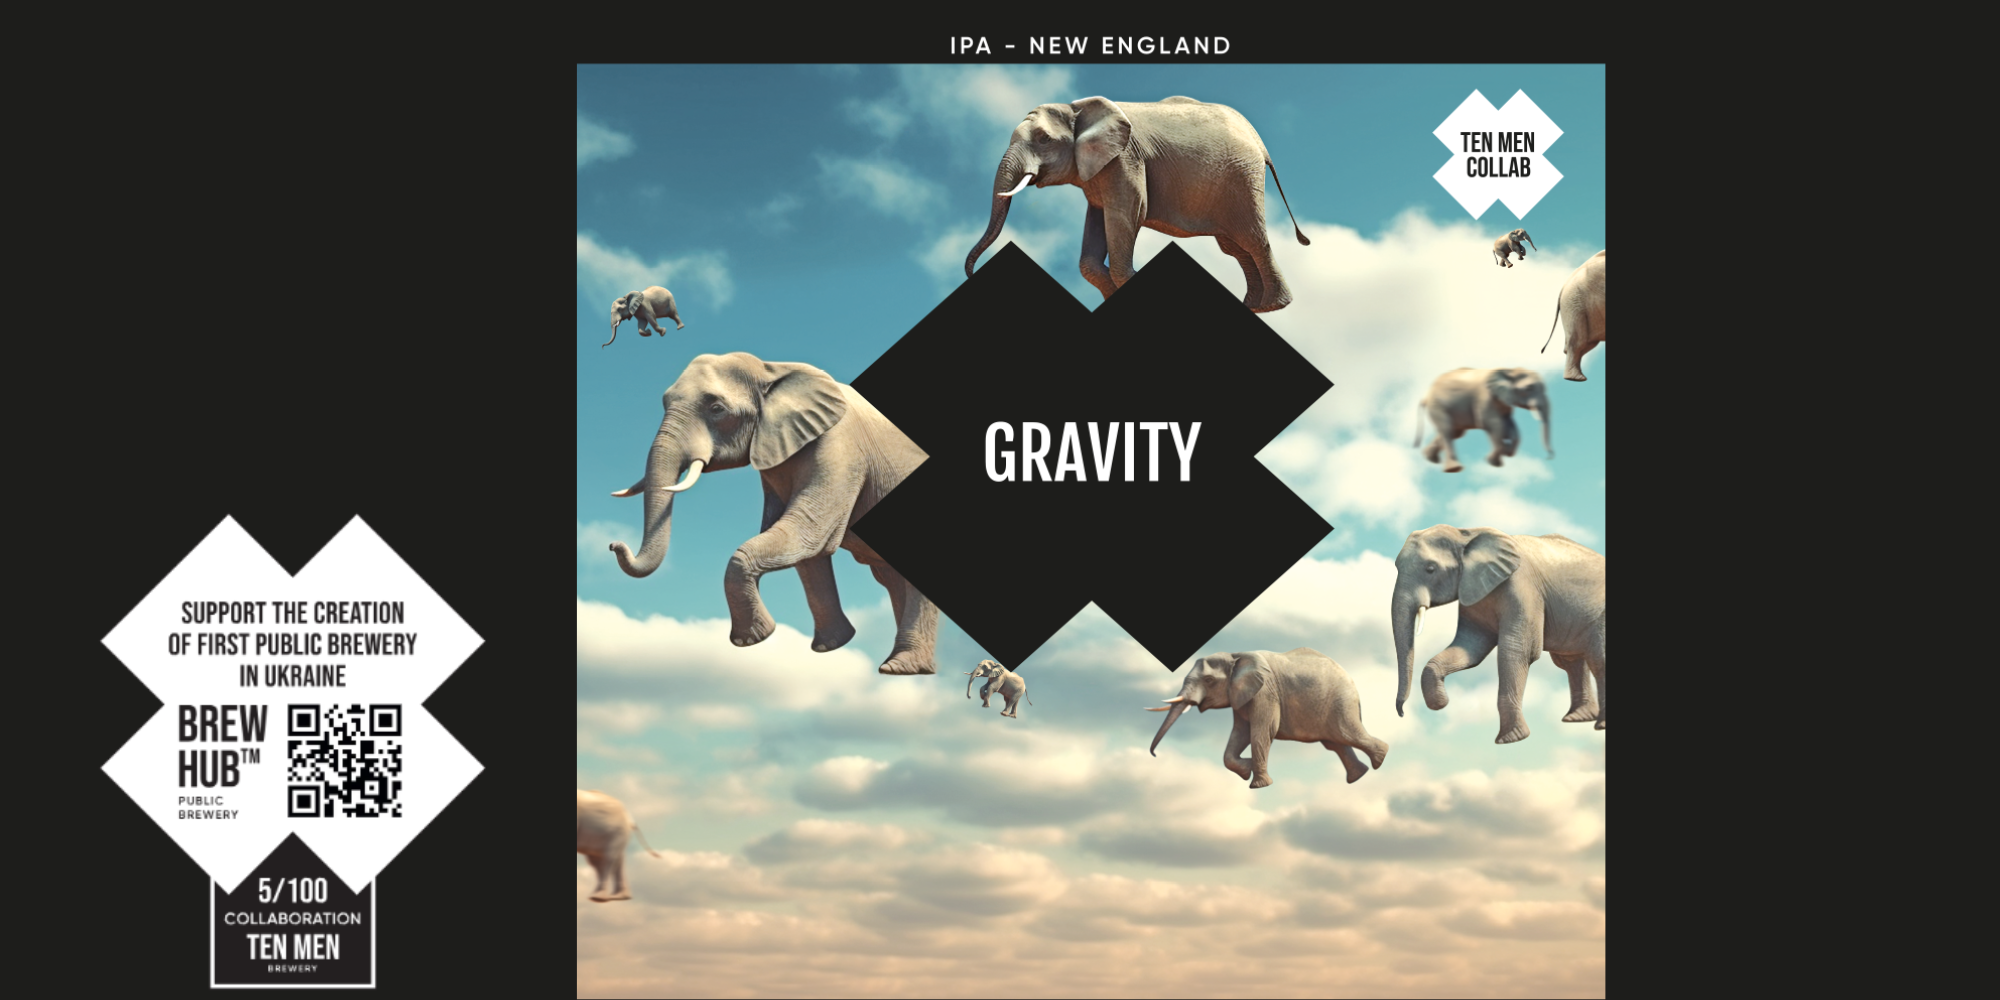 IPA - NEW ENGLAND
TEN MEN
COLLAB
GRAVITY
SUPPORT THE CREATION
OF FIRST PUBLIC BREWERY
IN UKRAINE
BREW
HUB™
PUBLIC
BREWERY
5/100
COLLABORATION
TEN MEN
BREWERY